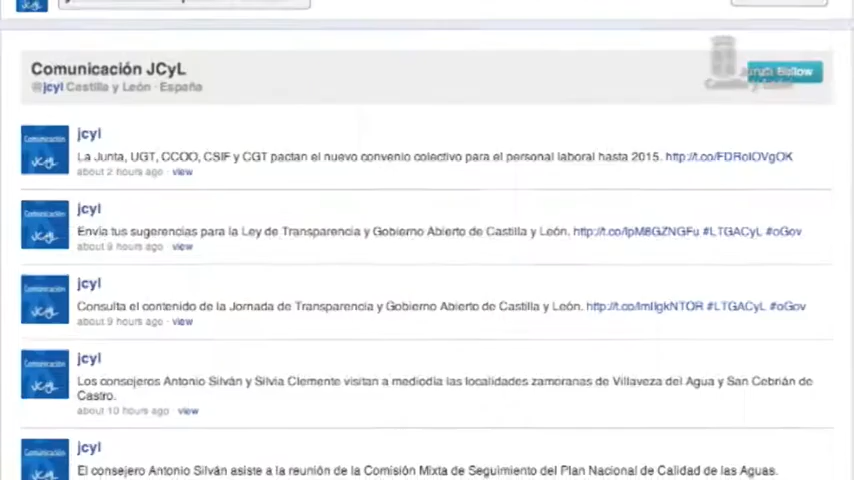 Comunicación JCyL
@jcyl Castilla y León · España
jcyl
La Junta, UGT, CCOO, CSIF y CGT pactan el nuevo convenio colectivo para el personal laboral hasta 2015. http://t.co/FDRoIOVgOK
about 2 hours ago · view
jcyl
Envía tus sugerencias para la Ley de Transparencia y Gobierno Abierto de Castilla y León. http://t.co/lpM8GZNGFu #LTGACyL #oGov
about 9 hours ago · view
jcyl
Consulta el contenido de la Jornada de Transparencia y Gobierno Abierto de Castilla y León. http://t.co/lmIlgkNTOR #LTGACyL #oGov
about 9 hours ago · view
jcyl
Los consejeros Antonio Silván y Silvia Clemente visitan a mediodía las localidades zamoranas de Villaveza del Agua y San Cebrián de
Castro.
about 10 hours ago · view
jcyl
El consejero Antonio Silván asiste a la reunión de la Comisión Mixta de Seguimiento del Plan Nacional de Calidad de las Aguas.